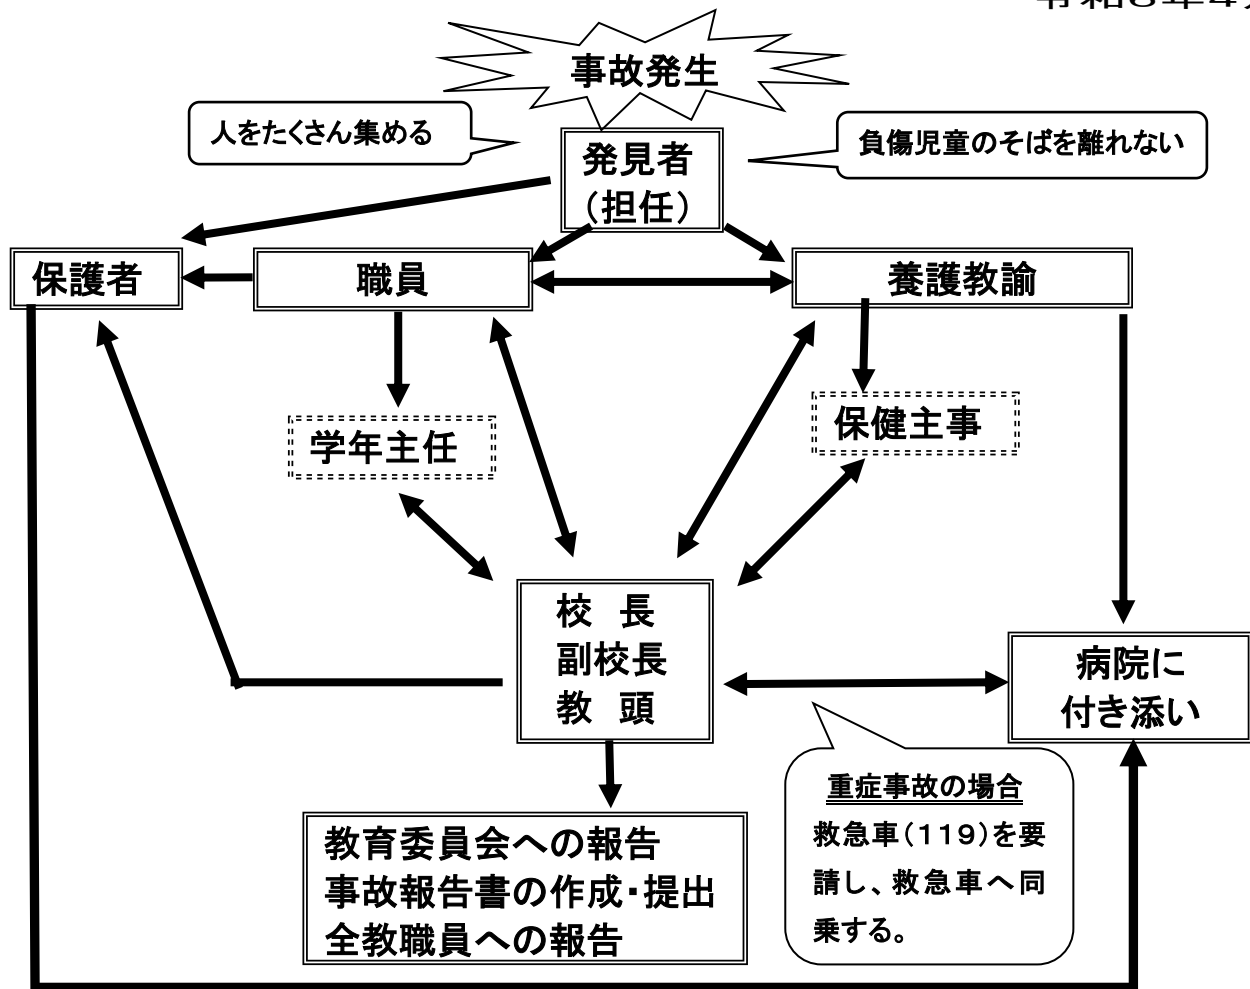 事故発生
人をたくさん集める
発見者
（担任）
負傷児童のそばを離れない
保護者
職員
養護教諭
学年主任
保健主事
校　長
副校長
教　頭
病院に
付き添い
重症事故の場合
救急車（１１９）を要
請し、救急車へ同
乗する。
教育委員会への報告
事故報告書の作成・提出
全教職員への報告